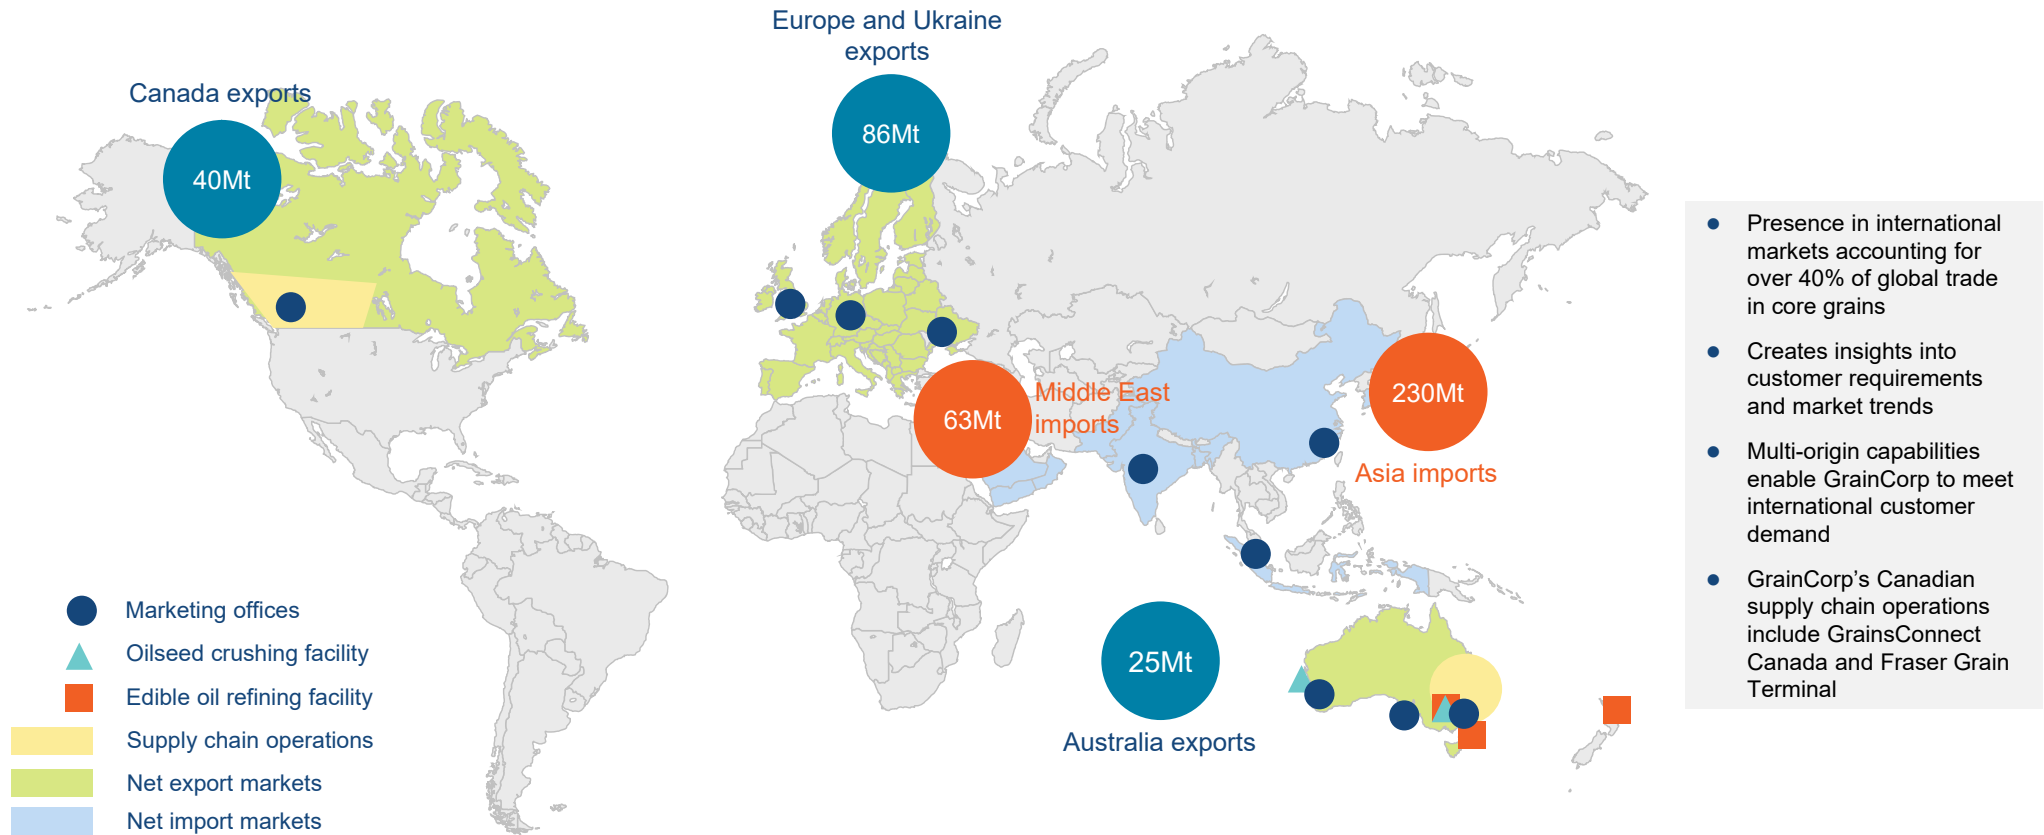 Europe and Ukraine
exports
86Mt
Canada exports
40Mt
63Mt
Middle East
imports
230Mt
Asia imports
25Mt
Australia exports
Marketing offices
Oilseed crushing facility
Edible oil refining facility
Supply chain operations
Net export markets
Net import markets
● Presence in international
markets accounting for
over 40% of global trade
in core grains
● Creates insights into
customer requirements
and market trends
● Multi-origin capabilities
enable GrainCorp to meet
international customer
demand
● GrainCorp’s Canadian
supply chain operations
include GrainsConnect
Canada and Fraser Grain
Terminal